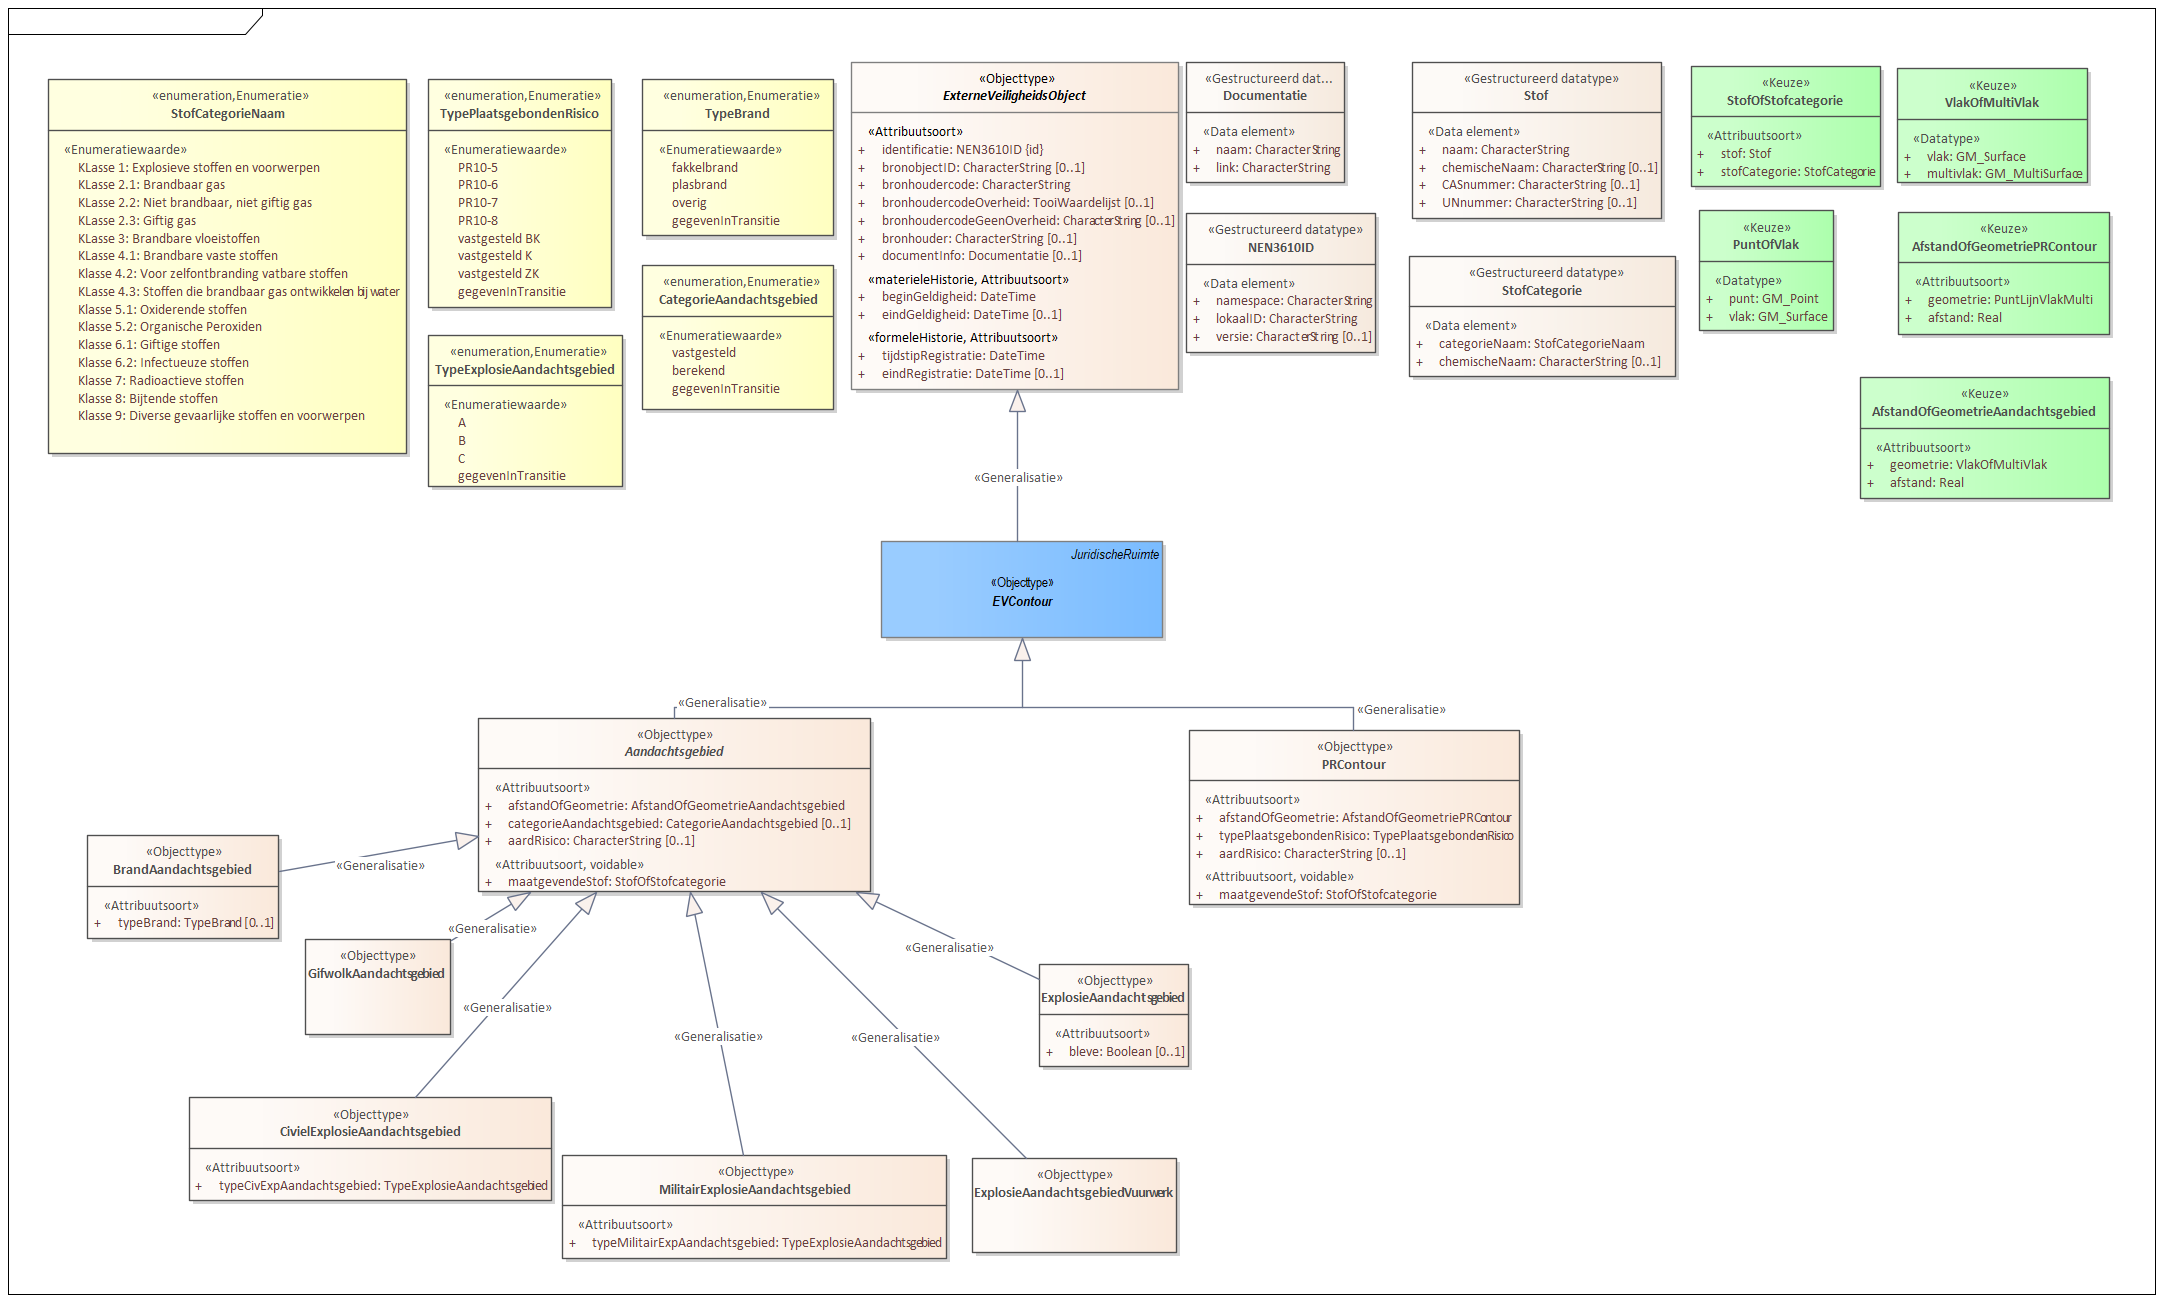 «enumeration,Enumeratie»
StofCategorieNaam
«Enumeratiewaarde»
KLasse 1: Explosieve stoffen en voorwerpen
KLasse 2.1: Brandbaar gas
KLasse 2.2: Niet brandbaar, niet giftig gas
KLasse 2.3: Giftig gas
KLasse 3: Brandbare vloeistoffen
KLasse 4.1: Brandbare vaste stoffen
Klasse 4.2: Voor zelfontbranding vatbare stoffen
KLasse 4.3: Stoffen die brandbaar gas ontwikkelen bij water
Klasse 5.1: Oxiderende stoffen
Klasse 5.2: Organische Peroxiden
Klasse 6.1: Giftige stoffen
Klasse 6.2: Infectueuze stoffen
Klasse 7: Radioactieve stoffen
Klasse 8: Bijtende stoffen
Klasse 9: Diverse gevaarlijke stoffen en voorwerpen
«enumeration,Enumeratie»
TypePlaatsgebondenRisico
«Enumeratiewaarde»
PR10-5
PR10-6
PR10-7
PR10-8
vastgesteld BK
vastgesteld K
vastgesteld ZK
gegevenInTransitie
«enumeration,Enumeratie»
TypeExplosieAandachtsgebied
«Enumeratiewaarde»
A
B
C
gegevenInTransitie
«enumeration,Enumeratie»
TypeBrand
«Enumeratiewaarde»
fakkelbrand
plasbrand
overig
gegevenInTransitie
«enumeration,Enumeratie»
CategorieAandachtsgebied
«Enumeratiewaarde»
vastgesteld
berekend
gegevenInTransitie
«Objecttype»
ExterneVeiligheidsObject
«Attribuutsoort»
+ identificatie: NEN3610ID {id}
+ bronobjectID: CharacterString [0..1]
+ bronhoudercode: CharacterString
+ bronhoudercodeOverheid: TooiWaardelijst [0..1]
+ bronhoudercodeGeenOverheid: CharacterString [0..1]
+ bronhouder: CharacterString [0..1]
+ documentInfo: Documentatie [0..1]
«materieleHistorie, Attribuutsoort»
+ beginGeldigheid: DateTime
+ eindGeldigheid: DateTime [0..1]
«formeleHistorie, Attribuutsoort»
+ tijdstipRegistratie: DateTime
+ eindRegistratie: DateTime [0..1]
«Gestructureerd dat...
Documentatie
«Data element»
+ naam: CharacterString
+ link: CharacterString
«Gestructureerd datatype»
NEN3610ID
«Data element»
+ namespace: CharacterString
+ lokaalID: CharacterString
+ versie: CharacterString [0..1]
«Gestructureerd datatype»
Stof
«Data element»
+ naam: CharacterString
+ chemischeNaam: CharacterString [0..1]
+ CASnummer: CharacterString [0..1]
+ UNnummer: CharacterString [0..1]
«Gestructureerd datatype»
StofCategorie
«Data element»
+ categorieNaam: StofCategorieNaam
+ chemischeNaam: CharacterString [0..1]
«Keuze»
StofOfStofcategorie
«Attribuutsoort»
+ stof: Stof
+ stofCategorie: StofCategorie
«Keuze»
PuntOfVlak
«Datatype»
+ punt: GM_Point
+ vlak: GM_Surface
«Keuze»
VlakOfMultiVlak
«Datatype»
+ vlak: GM_Surface
+ multivlak: GM_MultiSurface
«Keuze»
AfstandOfGeometriePRContour
«Attribuutsoort»
+ geometrie: PuntLijnVlakMulti
+ afstand: Real
«Keuze»
AfstandOfGeometrieAandachtsgebied
«Attribuutsoort»
+ geometrie: VlakOfMultiVlak
+ afstand: Real
«Generalisatie»
JuridischeRuimte
«Objecttype»
EVContour
«Generalisatie»
«Generalisatie»
«Objecttype»
Aandachtsgebied
«Attribuutsoort»
+ afstandOfGeometrie: AfstandOfGeometrieAandachtsgebied
+ categorieAandachtsgebied: CategorieAandachtsgebied [0..1]
+ aardRisico: CharacterString [0..1]
«Attribuutsoort, voidable»
+ maatgevendeStof: StofOfStofcategorie
«Objecttype»
PRContour
«Attribuutsoort»
+ afstandOfGeometrie: AfstandOfGeometriePRContour
+ typePlaatsgebondenRisico: TypePlaatsgebondenRisico
+ aardRisico: CharacterString [0..1]
«Attribuutsoort, voidable»
+ maatgevendeStof: StofOfStofcategorie
«Objecttype»
BrandAandachtsgebied
«Attribuutsoort»
+ typeBrand: TypeBrand [0..1]
«Generalisatie»
«Generalisatie»
«Objecttype»
GifwolkAandachtsgebied
«Generalisatie»
«Generalisatie»
«Generalisatie»
«Generalisatie»
«Objecttype»
ExplosieAandachtsgebied
«Attribuutsoort»
+ bleve: Boolean [0..1]
«Objecttype»
CivielExplosieAandachtsgebied
«Attribuutsoort»
+ typeCivExpAandachtsgebied: TypeExplosieAandachtsgebied
«Objecttype»
MilitairExplosieAandachtsgebied
«Attribuutsoort»
+ typeMilitairExpAandachtsgebied: TypeExplosieAandachtsgebied
«Objecttype»
ExplosieAandachtsgebiedVuurwerk